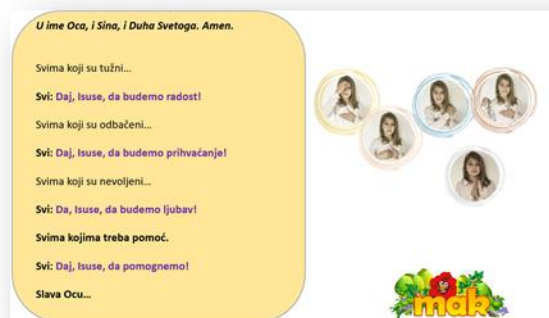 U ime Oca, i Sina, i Duha Svetoga. Amen.
Svima koji su tužni...
Svi: Daj, Isuse, da budemo radost!
Svima koji su odbačeni...
Svi: Daj, Isuse, da budemo prihvaćanje!
Svima koji su nevoljeni...
Svi: Da, Isuse, da budemo ljubav!
Svima kojima treba pomoć.
Svi: Daj, Isuse, da pomognemo!
Slava Ocu...
mak